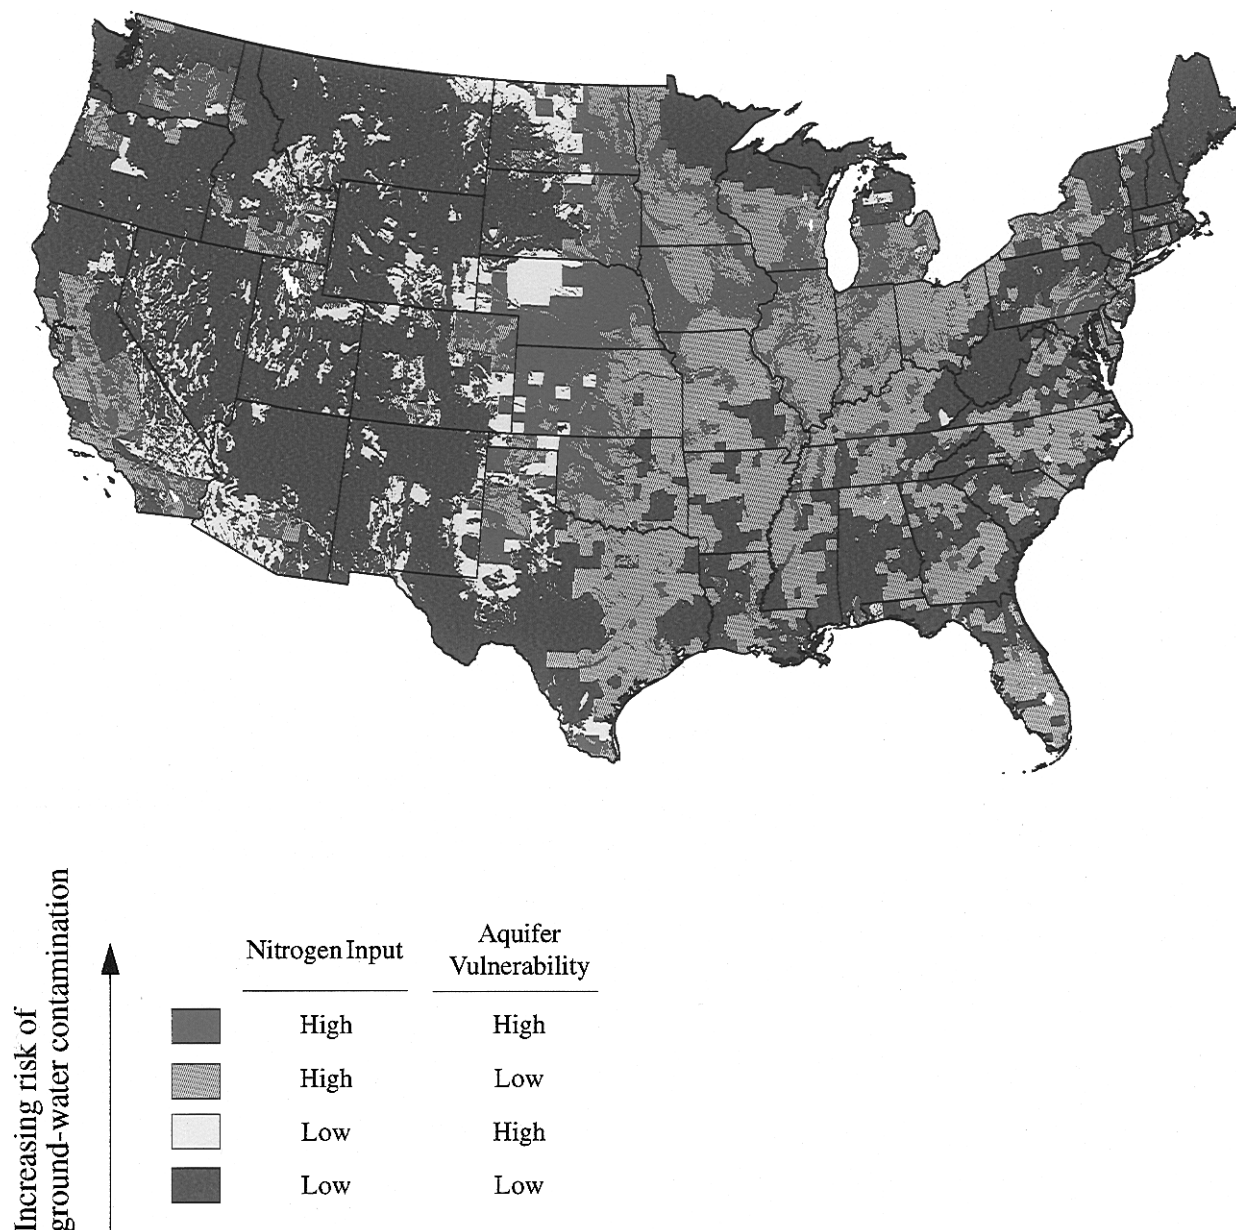 Increasing risk of
ground-water contamination
Nitrogen Input
Aquifer
Vulnerability
High High
High Low
Low High
Low Low